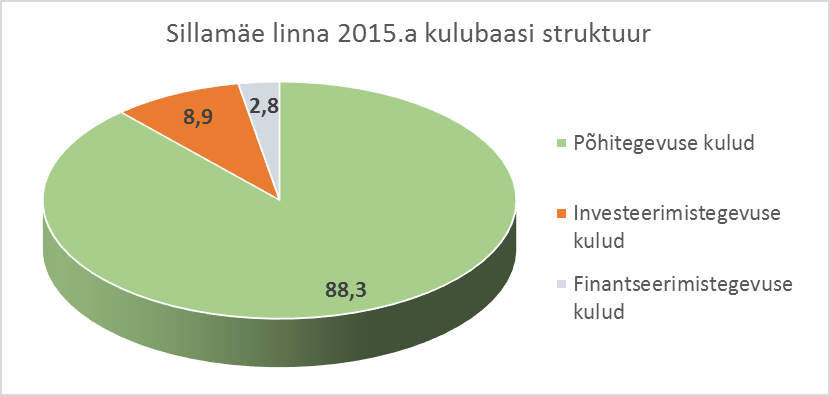 Sillamäe linna 2015.a kulubaasi struktuur
2,8
8,9
88,3
Põhitegevuse kulud
Investeerimistegevuse
kulud
Finantseerimistegevuse
kulud